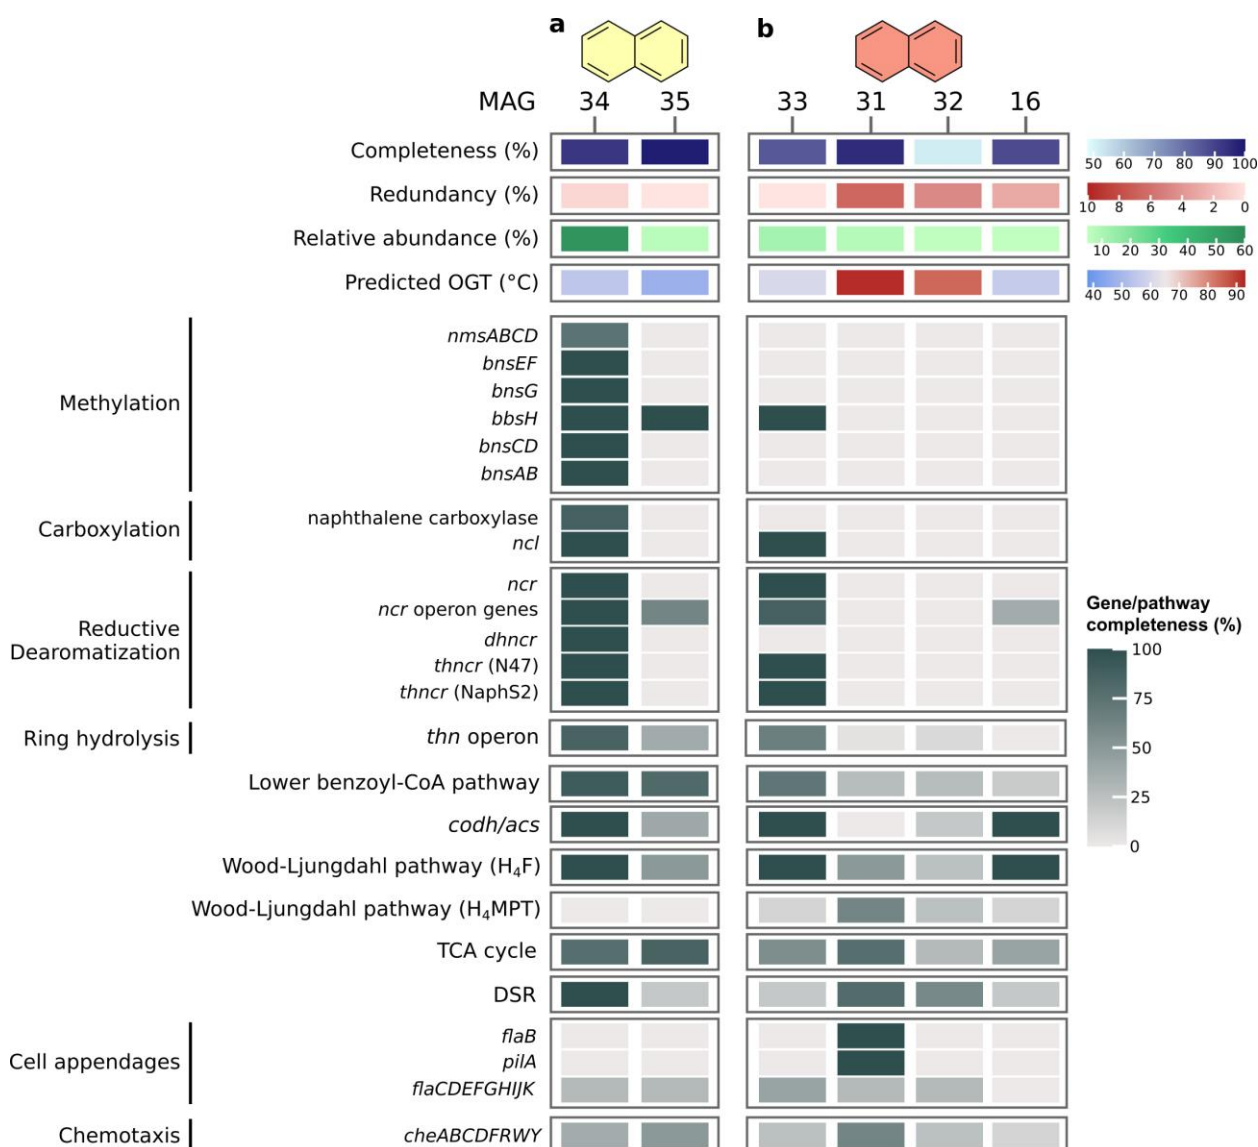 a
b
MAG 34 35 33 31 32 16
Completeness (%)
50 60 70 80 90 100
Redundancy (%)
10 8 6 4 2 0
Relative abundance (%)
10 20 30 40 50 60
Predicted OGT (°C)
40 50 60 70 80 90
Methylation
nmsABCD
bnsEF
bnsG
bbsH
bnsCD
bnsAB
Carboxylation
naphthalene carboxylase
ncl
Reductive
Dearomatization
ncr
ncr operon genes
dhncr
thncr (N47)
thncr (NaphS2)
Gene/pathway
completeness (%)
100
75
50
25
0
Ring hydrolysis
thn operon
Lower benzoyl-CoA pathway
codh/acs
Wood-Ljungdahl pathway (H₄F)
Wood-Ljungdahl pathway (H₄MPT)
TCA cycle
DSR
Cell appendages
flaB
pilA
flaCDEFGHIJK
Chemotaxis
cheABCDFRWY